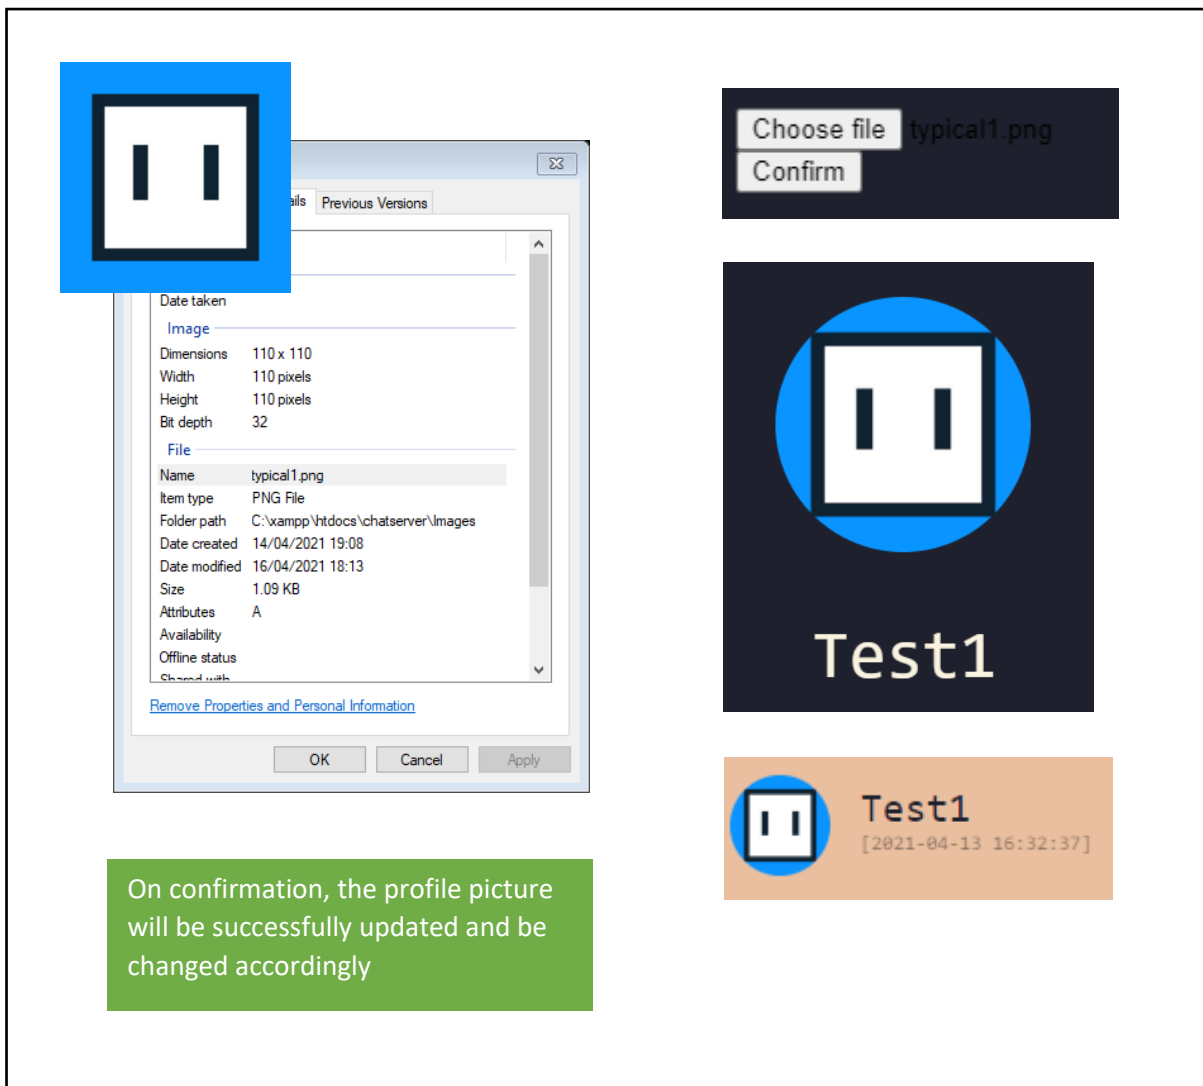 ails Previous Versions
Date taken
Image
Dimensions 110 x 110
Width 110 pixels
Height 110 pixels
Bit depth 32
File
Name typical1.png
Item type PNG File
Folder path C:\xampp\htdocs\chatserver\Images
Date created 14/04/2021 19:08
Date modified 16/04/2021 18:13
Size 1.09 KB
Attributes A
Availability
Offline status
Shared with
Remove Properties and Personal Information
OK Cancel Apply
On confirmation, the profile picture
will be successfully updated and be
changed accordingly
Choose file typical1.png
Confirm
Test1
Test1
[2021-04-13 16:32:37]